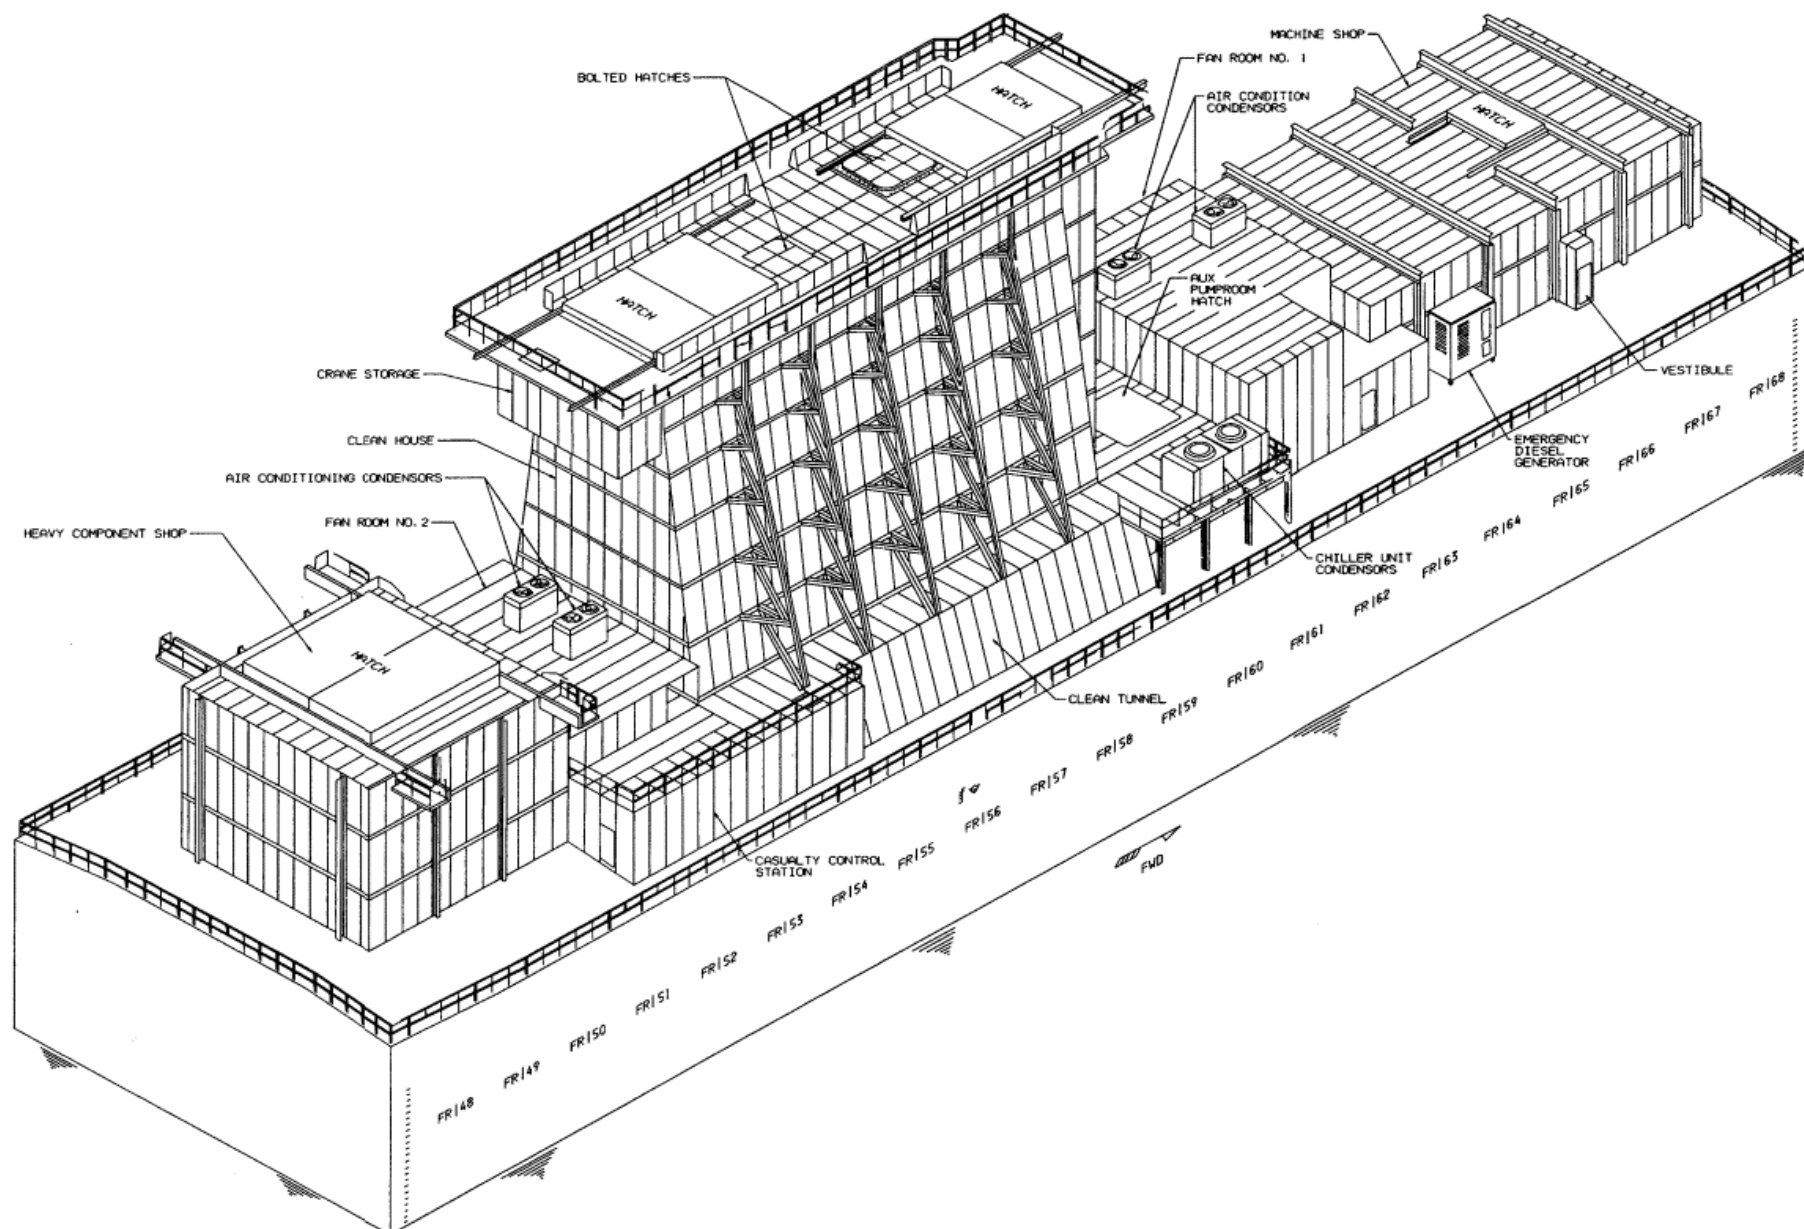 MACHINE SHOP
FAN ROOM NO. 1
BOLTED HATCHES
AIR CONDITION
CONDENSORS
HATCH
HATCH
AUX
PUMPROOM
HATCH
HATCH
CRANE STORAGE
VESTIBULE
CLEAN HOUSE
EMERGENCY
DIESEL
GENERATOR
AIR CONDITIONING CONDENSORS
FAN ROOM NO. 2
HEAVY COMPONENT SHOP
CHILLER UNIT
CONDENSORS
HATCH
CLEAN TUNNEL
CASUALTY CONTROL
STATION
FWD
FR148
FR149
FR150
FR151
FR152
FR153
FR154
FR155
FR156
FR157
FR158
FR159
FR160
FR161
FR162
FR163
FR164
FR165
FR166
FR167
FR168